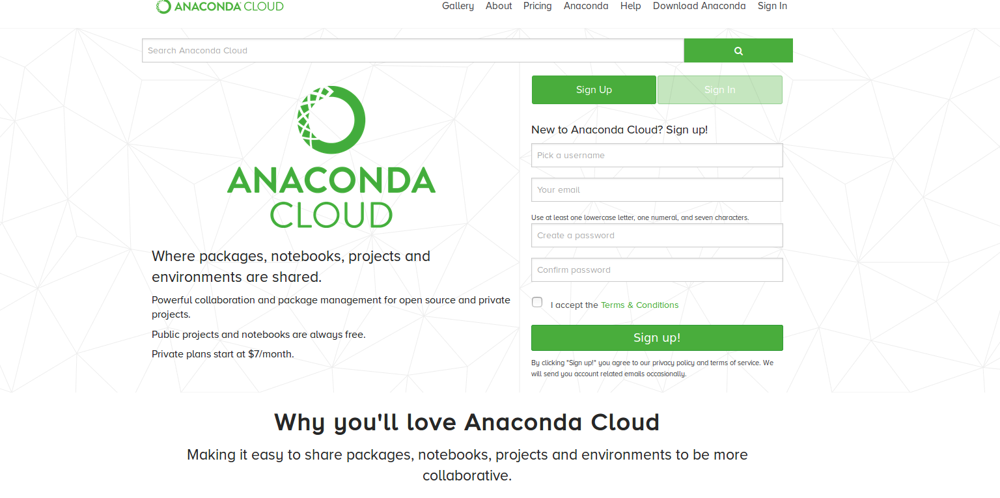 ANACONDA CLOUD
Gallery About Pricing Anaconda Help Download Anaconda Sign In
Search Anaconda Cloud
Sign Up Sign In
ANACONDA
CLOUD
Where packages, notebooks, projects and
environments are shared.
Powerful collaboration and package management for open source and private
projects.
Public projects and notebooks are always free.
Private plans start at $7/month.
New to Anaconda Cloud? Sign up!
Pick a username
Your email
Use at least one lowercase letter, one numeral, and seven characters.
Create a password
Confirm password
I accept the Terms & Conditions
Sign up!
By clicking "Sign up!" you agree to our privacy policy and terms of service. We
will send you account related emails occasionally.
Why you'll love Anaconda Cloud
Making it easy to share packages, notebooks, projects and environments to be more
collaborative.